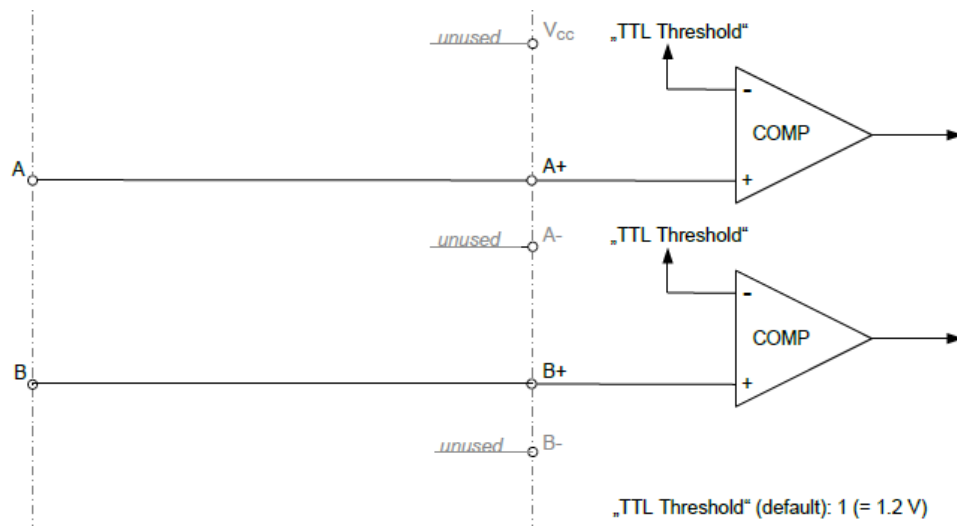 unused
Vcc
„TTL Threshold“
-
COMP
A
A+
+
unused
A-
„TTL Threshold“
-
COMP
B
B+
+
unused
B-
„TTL Threshold“ (default): 1 (= 1.2 V)